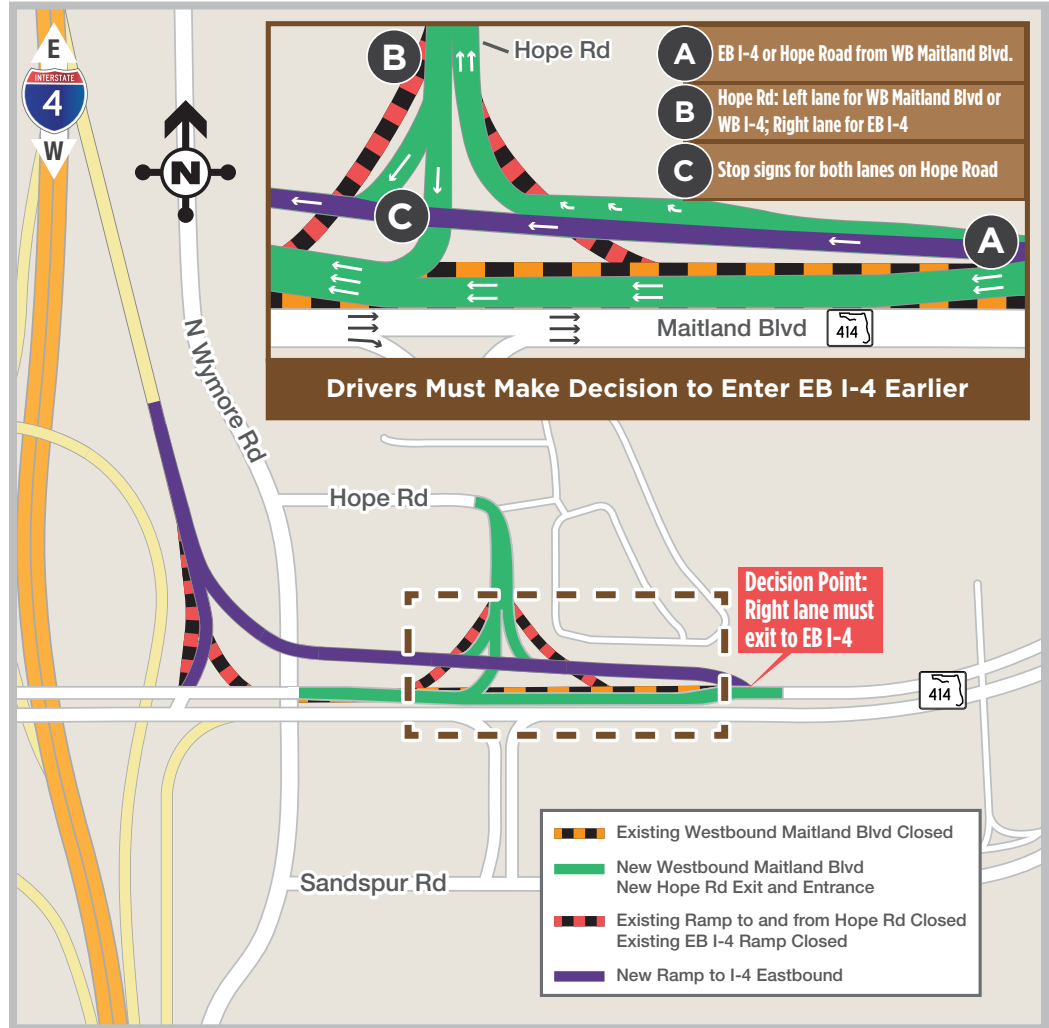 E
INTERSTATE
4
W
N
B
Hope Rd
A
EB I-4 or Hope Road from WB Maitland Blvd.
B
Hope Rd: Left lane for WB Maitland Blvd or
WB I-4; Right lane for EB I-4
C
Stop signs for both lanes on Hope Road
C
A
Maitland Blvd
414
Drivers Must Make Decision to Enter EB I-4 Earlier
N Wymore Rd
Hope Rd
Decision Point:
Right lane must
exit to EB I-4
414
Sandspur Rd
Existing Westbound Maitland Blvd Closed
New Westbound Maitland Blvd
New Hope Rd Exit and Entrance
Existing Ramp to and from Hope Rd Closed
Existing EB I-4 Ramp Closed
New Ramp to I-4 Eastbound